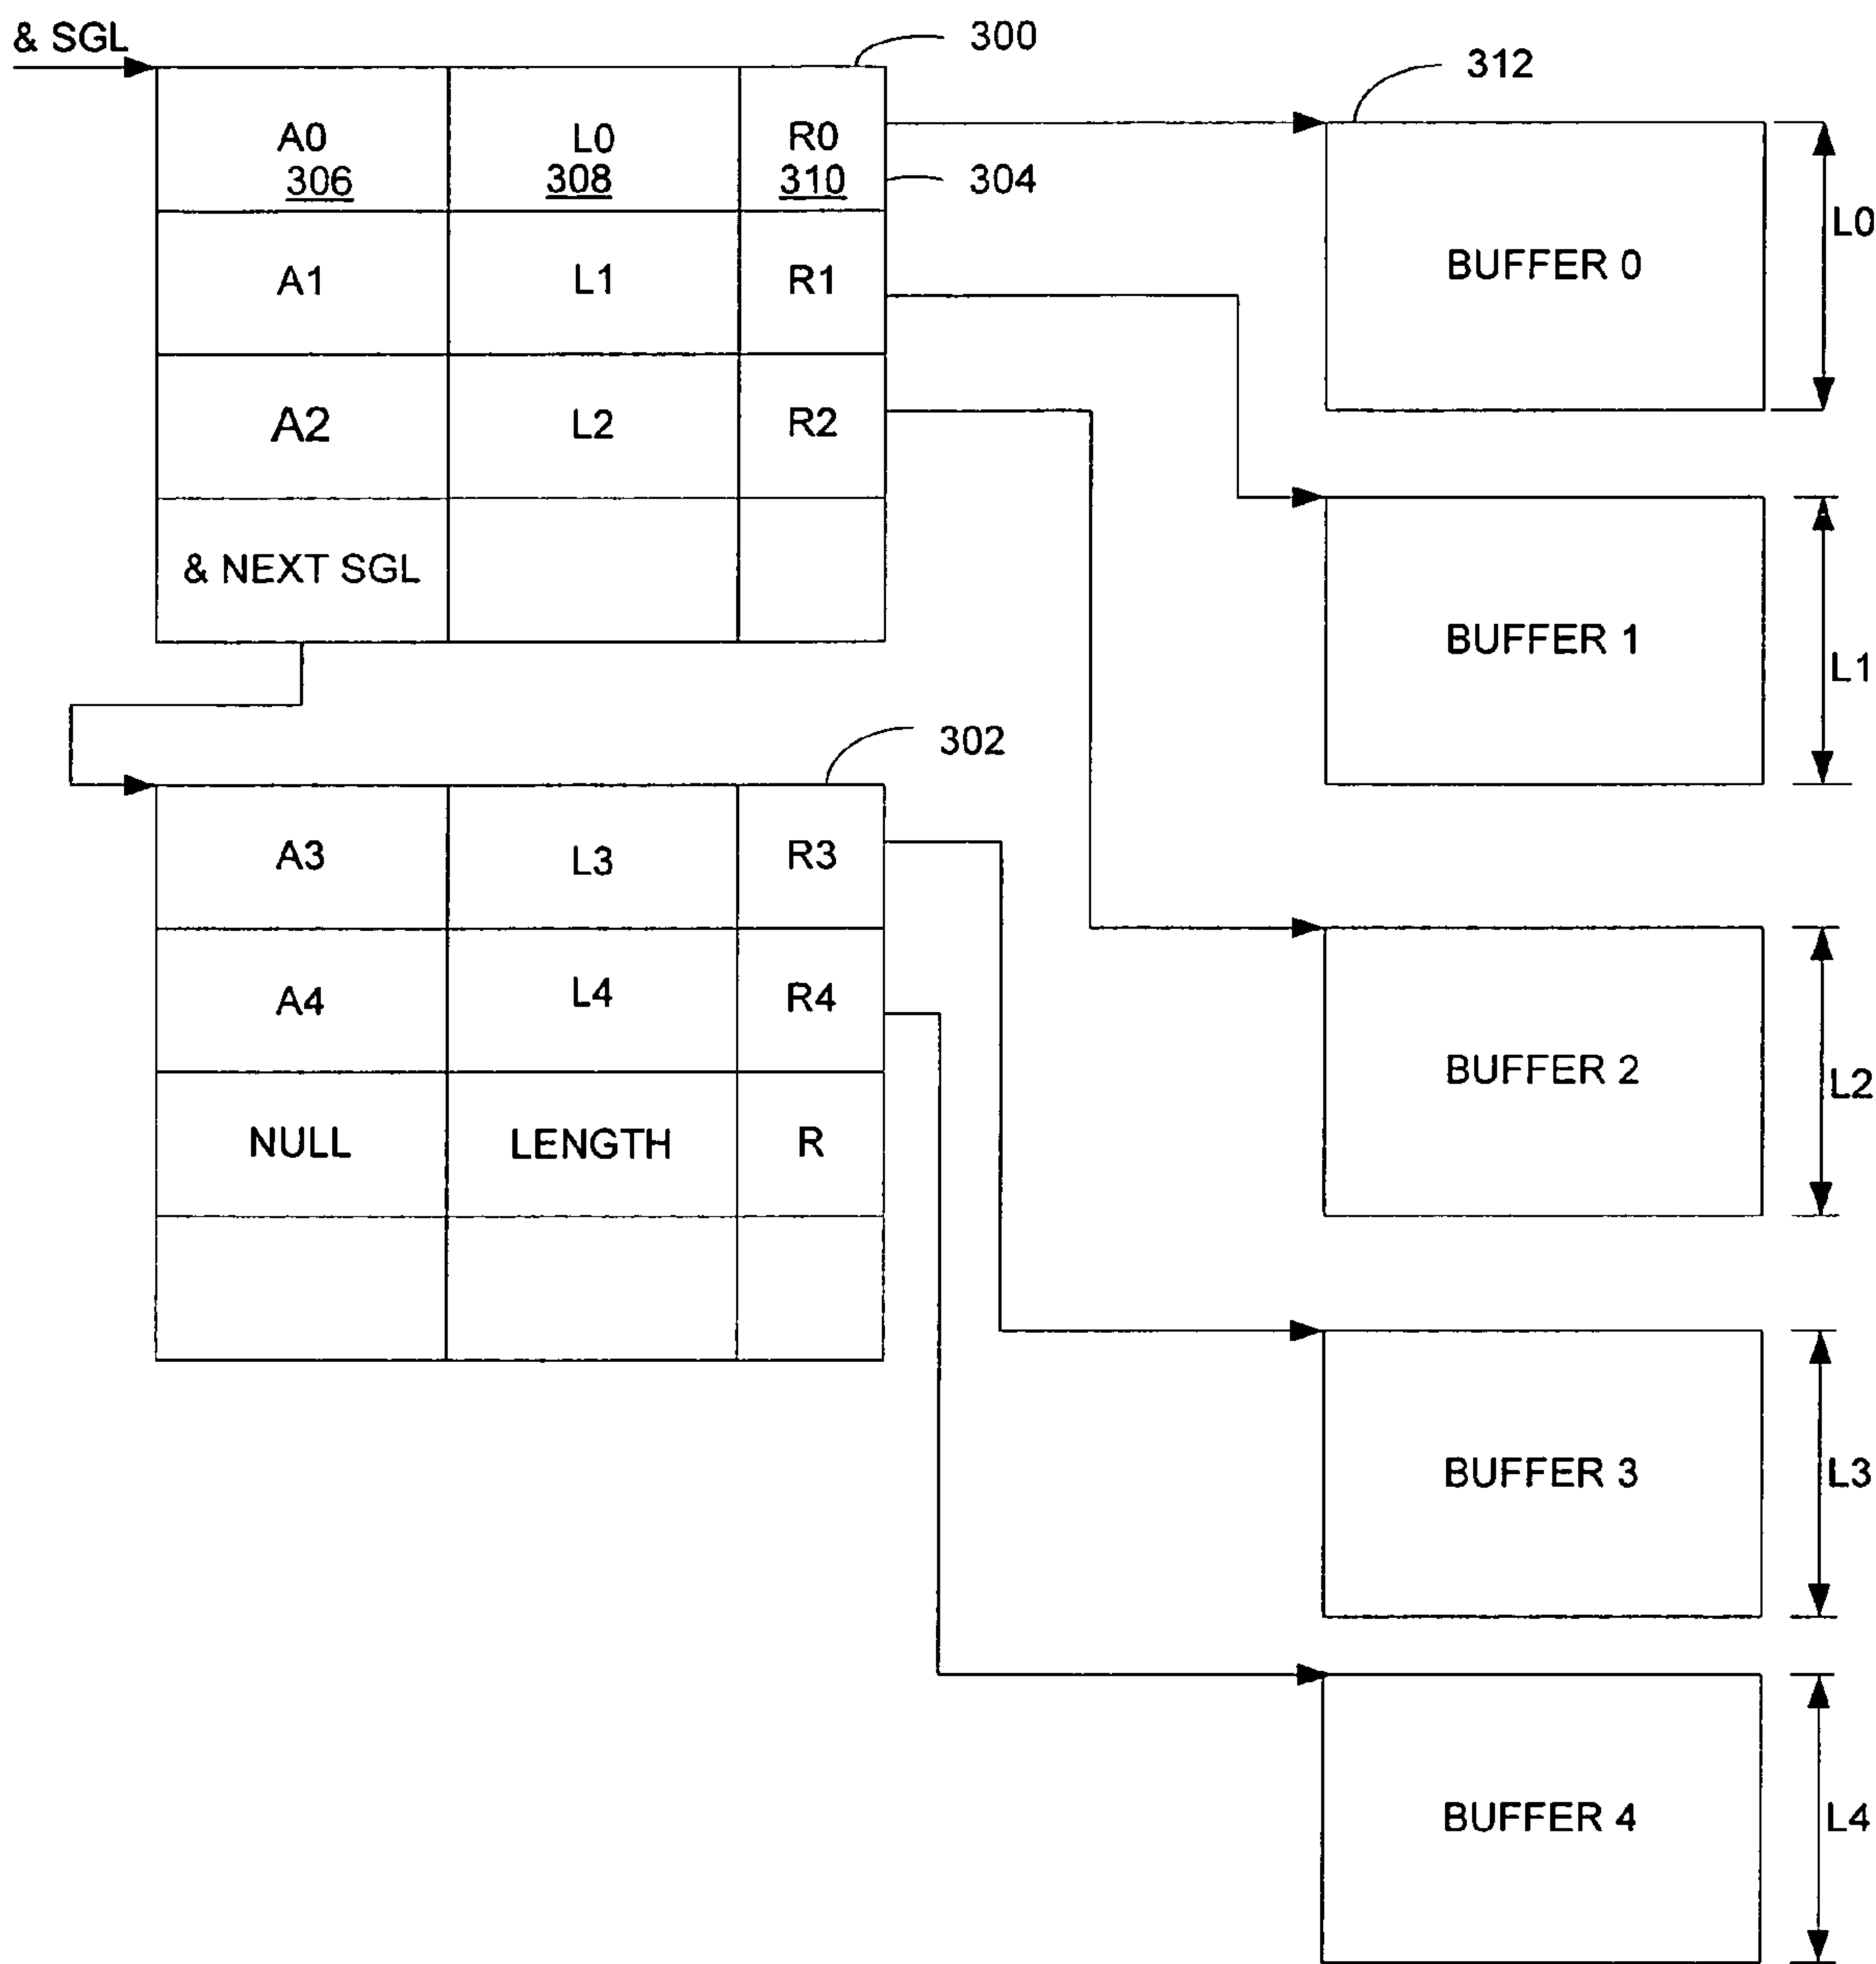 & SGL
300
A0 L0 R0
306 308 310
304
A1 L1 R1
A2 L2 R2
& NEXT SGL
302
A3 L3 R3
A4 L4 R4
NULL LENGTH R
312
BUFFER 0
L0
BUFFER 1
L1
BUFFER 2
L2
BUFFER 3
L3
BUFFER 4
L4